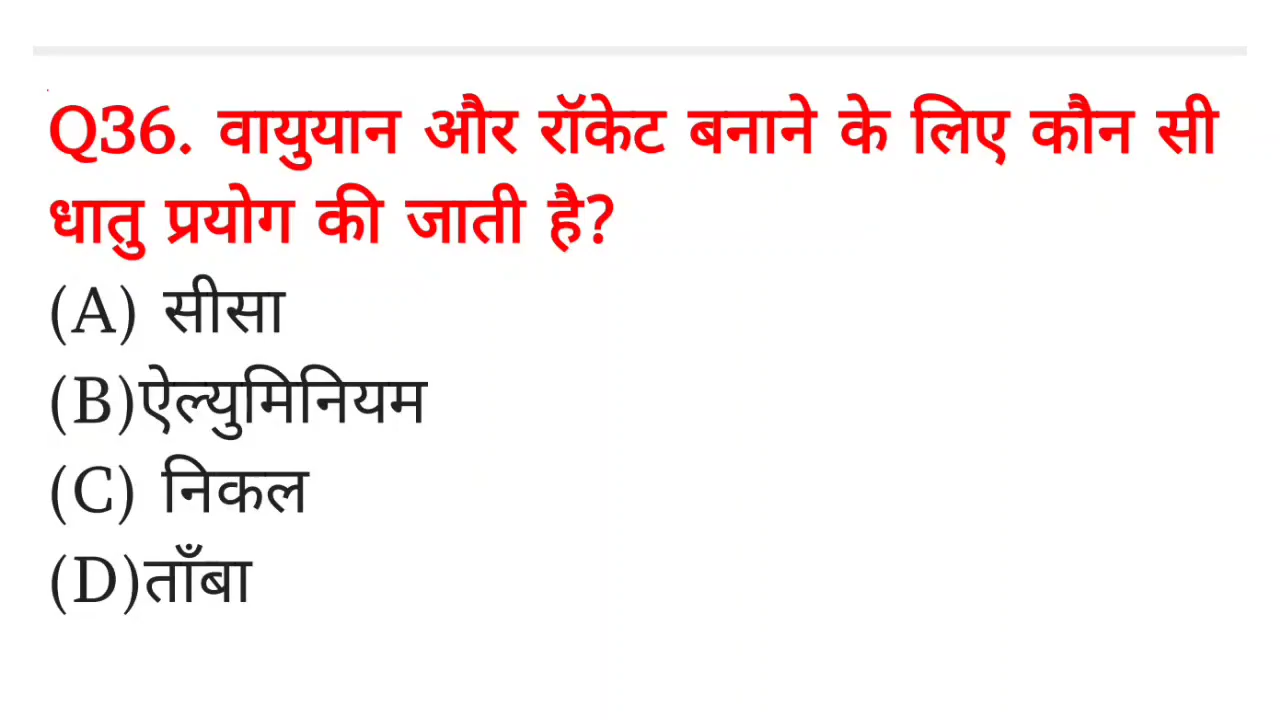 Q36. वायुयान और रॉकेट बनाने के लिए कौन सी
धातु प्रयोग की जाती है?
(A) सीसा
(B)ऐल्युमिनियम
(C) निकल
(D)ताँबा